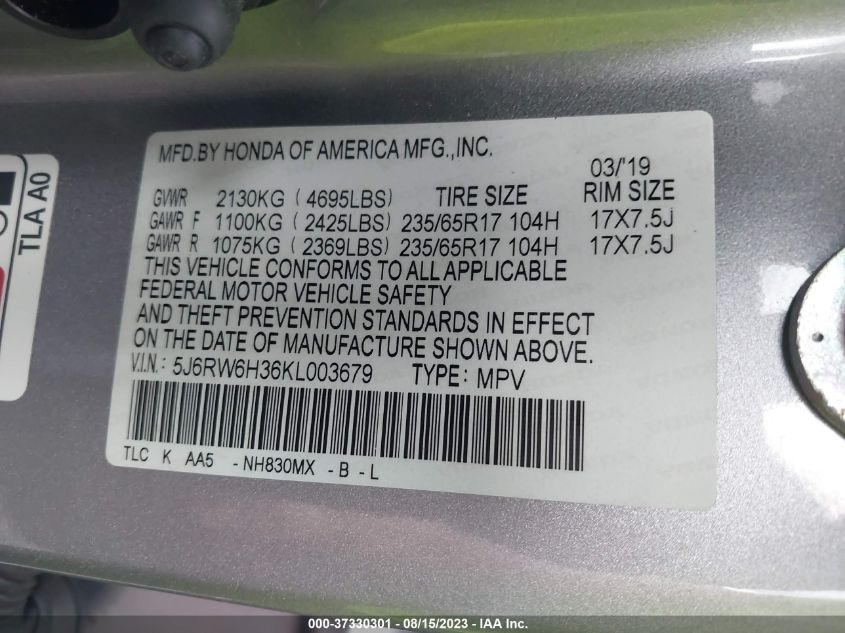 MFD.BY HONDA OF AMERICA MFG.,INC.
03/'19
GVWR 2130KG ( 4695LBS) TIRE SIZE RIM SIZE
GAWR F 1100KG ( 2425LBS) 235/65R17 104H 17X7.5J
GAWR R 1075KG ( 2369LBS) 235/65R17 104H 17X7.5J
THIS VEHICLE CONFORMS TO ALL APPLICABLE
FEDERAL MOTOR VEHICLE SAFETY
AND THEFT PREVENTION STANDARDS IN EFFECT
ON THE DATE OF MANUFACTURE SHOWN ABOVE.
V.I.N.: 5J6RW6H36KL003679 TYPE: MPV
TLC K AA5 -NH830MX -B -L
TLA A0
000-37330301 - 08/15/2023 - IAA Inc.